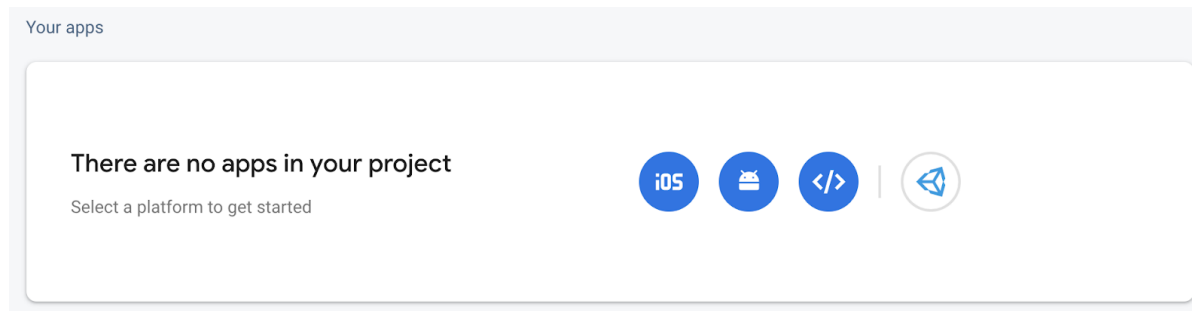 Your apps
There are no apps in your project
Select a platform to get started
iOS
</>